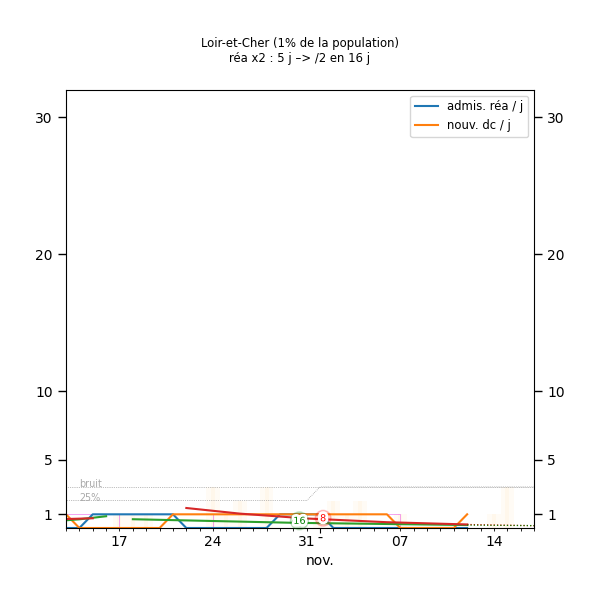 Loir-et-Cher (1% de la population)
réa x2 : 5 j –> /2 en 16 j
admis. réa / j
nouv. dc / j
30 30
20 20
10 10
5 5
bruit
25%
1 1
16 8
17 24 31 07 14
nov.